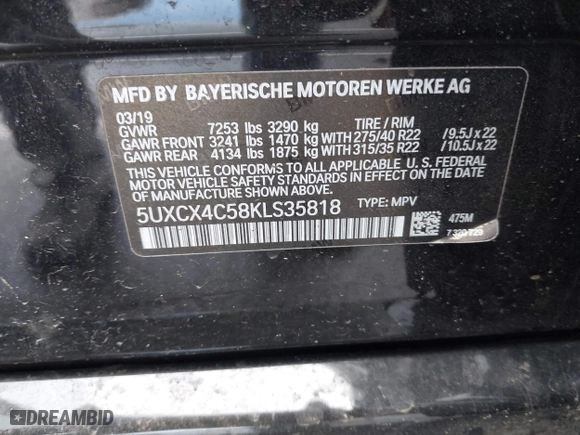 MFD BY BAYERISCHE MOTOREN WERKE AG
03/19
GVWR 7253 lbs 3290 kg TIRE / RIM
GAWR FRONT 3241 lbs 1470 kg WITH 275/40 R22 /9.5J x 22
GAWR REAR 4134 lbs 1875 kg WITH 315/35 R22 /10.5J x 22
THIS VEHICLE CONFORMS TO ALL APPLICABLE U. S. FEDERAL
MOTOR VEHICLE SAFETY STANDARDS IN EFFECT ON THE DATE OF
MANUFACTURE SHOWN ABOVE.
5UXCX4C58KLS35818 TYPE: MPV
475M
7 320 T29
DREAMBID